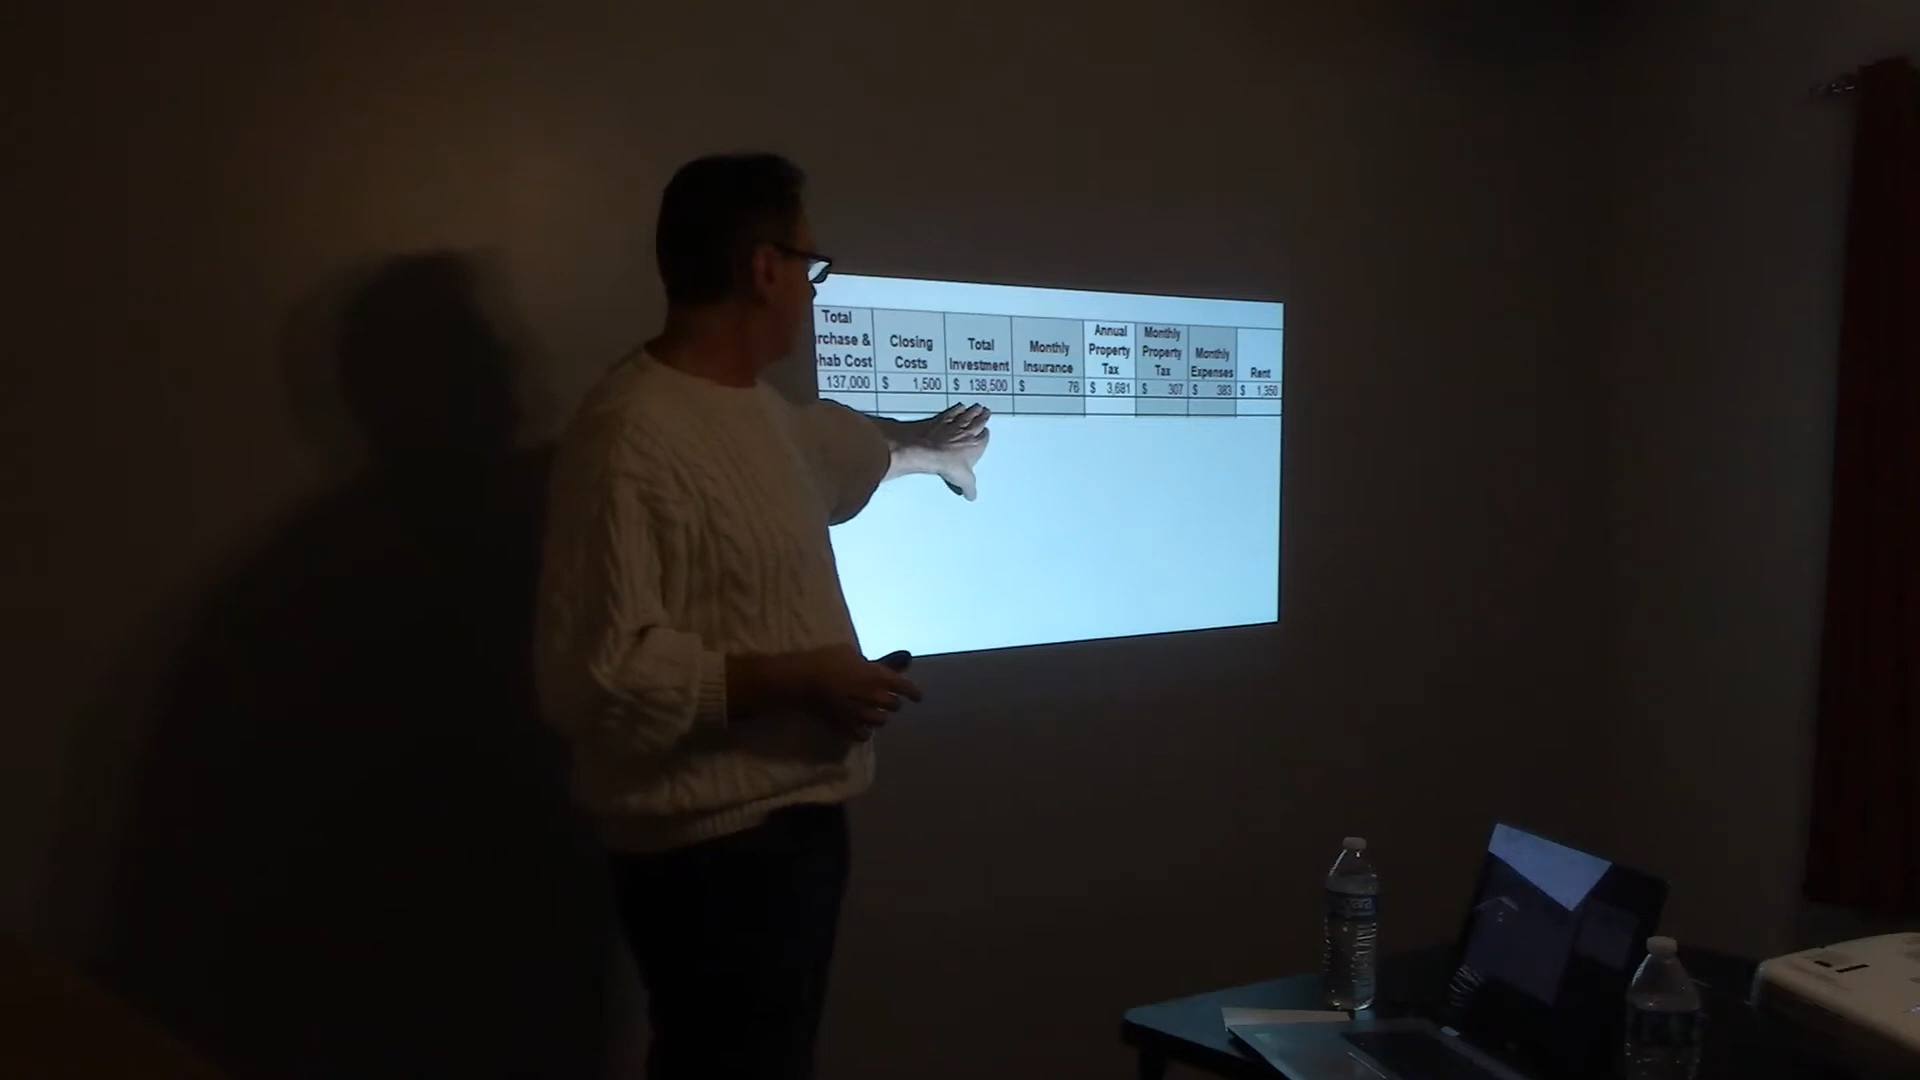 Total
rchase &
hab Cost
Closing
Costs
Total
Investment
Monthly
Insurance
Annual
Property
Tax
Monthly
Property
Tax
Monthly
Expenses
Rent
137,000 $ 1,500 $ 138,500 $ 76 $ 3,681 $ 307 $ 383 $ 1,350